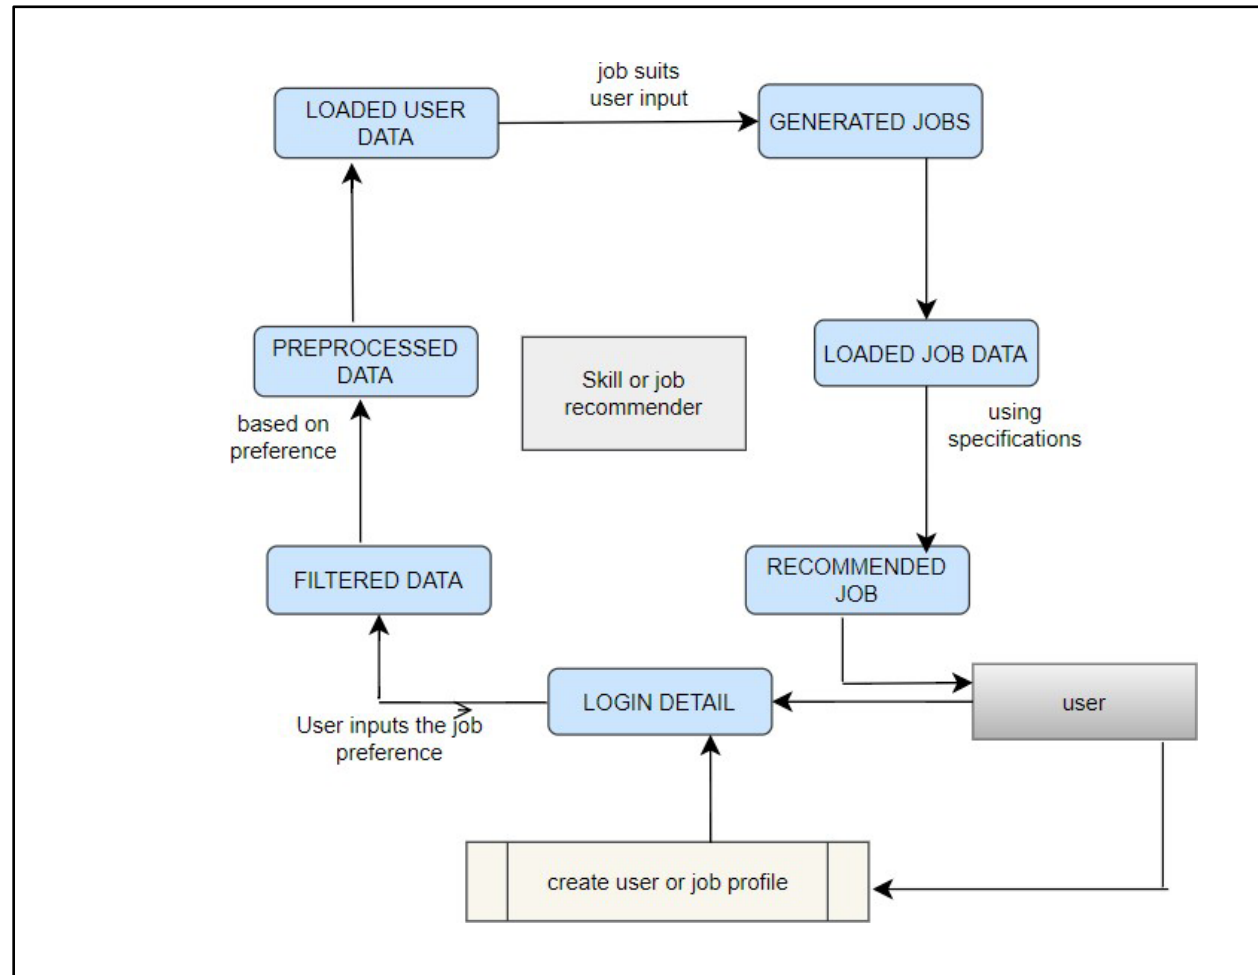 job suits
user input
LOADED USER
DATA
GENERATED JOBS
PREPROCESSED
DATA
Skill or job
recommender
LOADED JOB DATA
based on
preference
using
specifications
FILTERED DATA
RECOMMENDED
JOB
LOGIN DETAIL
user
User inputs the job
preference
create user or job profile